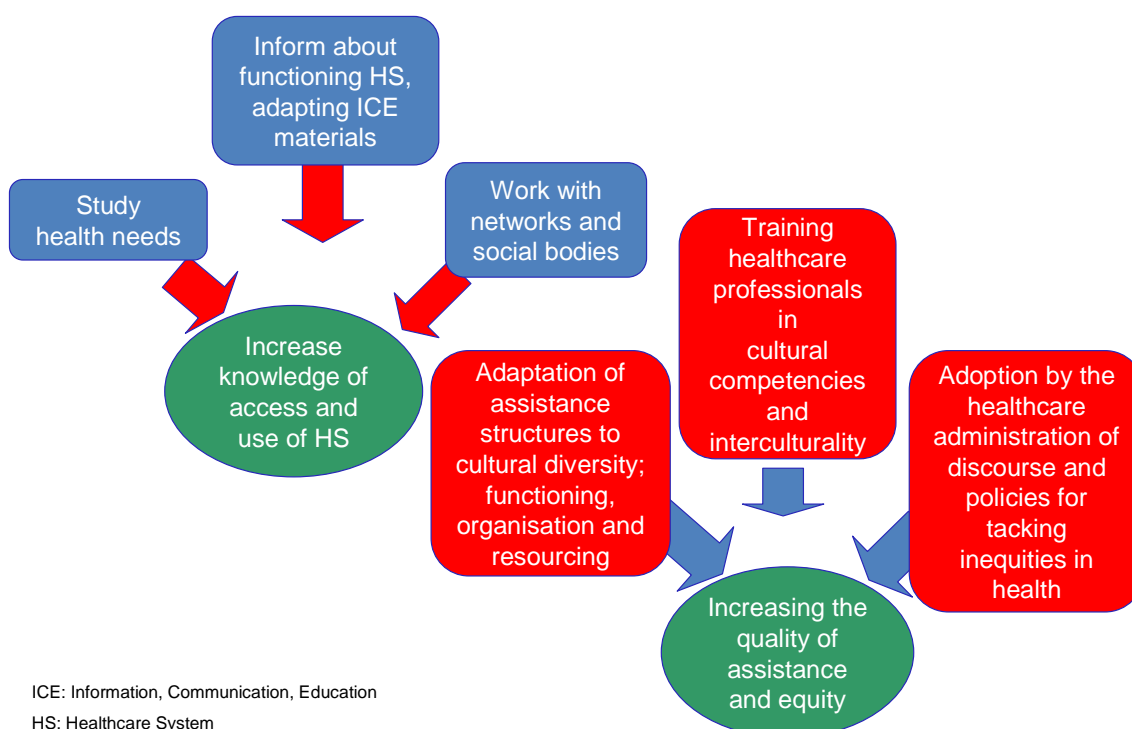 Inform about
functioning HS,
adapting ICE
materials
Study
health needs
Work with
networks and
social bodies
Increase
knowledge of
access and
use of HS
Adaptation of
assistance
structures to
cultural diversity;
functioning,
organisation and
resourcing
Training
healthcare
professionals
in
cultural
competencies
and
interculturality
Adoption by the
healthcare
administration of
discourse and
policies for
tacking
inequities in
health
Increasing the
quality of
assistance
and equity
ICE: Information, Communication, Education
HS: Healthcare System